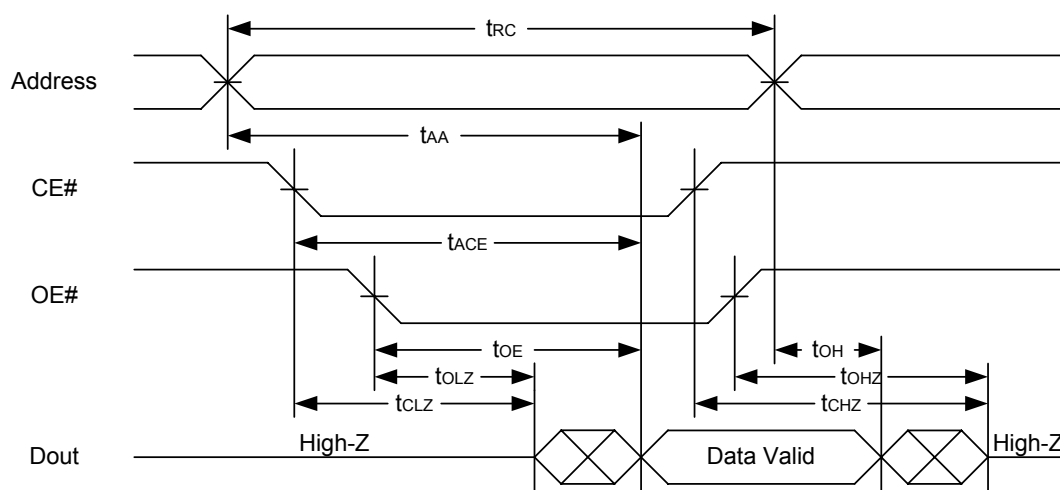 tRC
Address
tAA
CE#
tACE
OE#
tOE
tOH
tOLZ
tOHZ
tCLZ
tCHZ
High-Z
High-Z
Dout
Data Valid